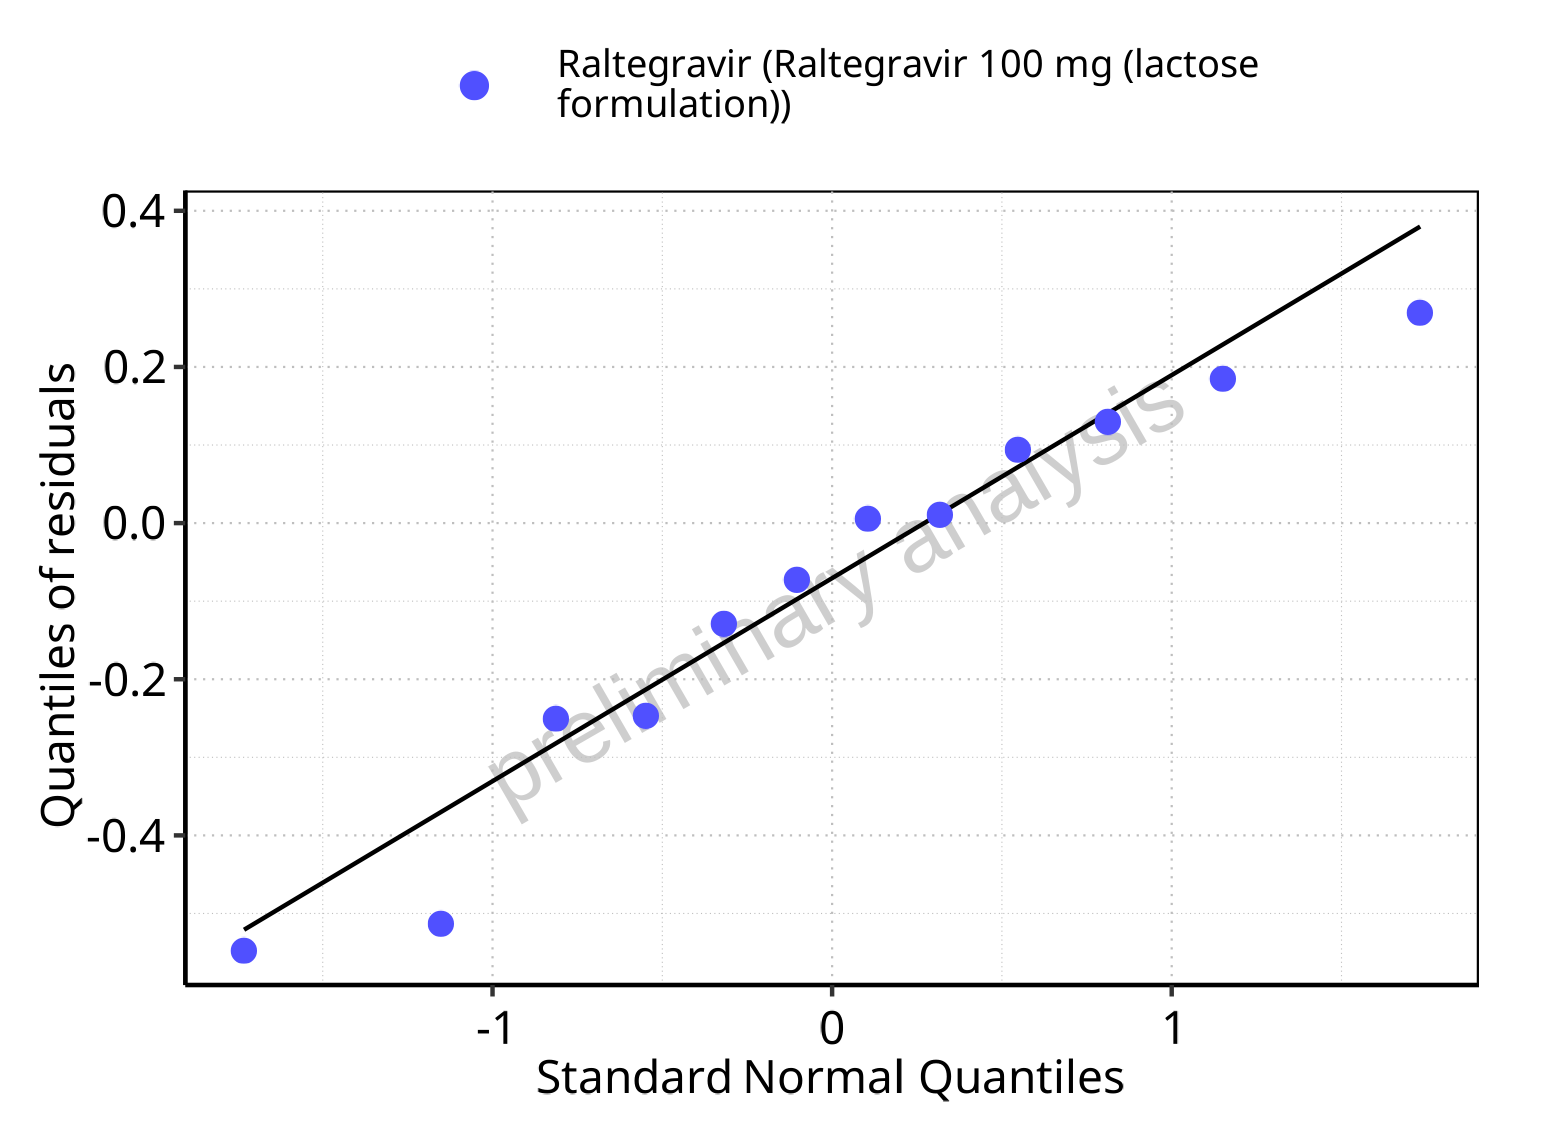 Raltegravir (Raltegravir 100 mg (lactose
formulation))
0.4
0.2
0.0
-0.2
-0.4
Quantiles of residuals
preliminary analysis
-1 0 1
Standard Normal Quantiles